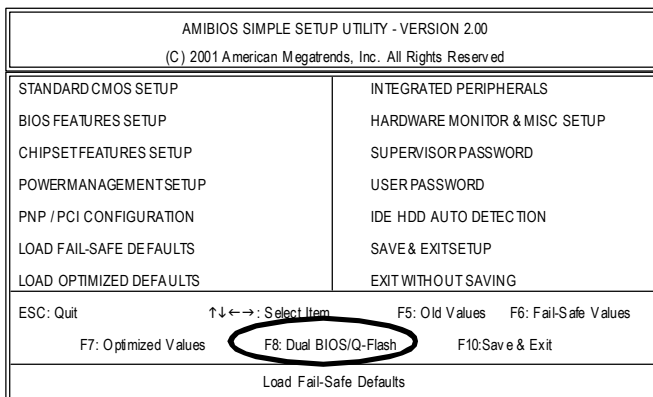 AMIBIOS SIMPLE SETUP UTILITY - VERSION 2.00
(C) 2001 American Megatrends, Inc. All Rights Reserved
STANDARD CMOS SETUP
BIOS FEATURES SETUP
CHIPSET FEATURES SETUP
POWER MANAGEMENT SETUP
PNP / PCI CONFIGURATION
LOAD FAIL-SAFE DEFAULTS
LOAD OPTIMIZED DEFAULTS
INTEGRATED PERIPHERALS
HARDWARE MONITOR & MISC SETUP
SUPERVISOR PASSWORD
USER PASSWORD
IDE HDD AUTO DETECTION
SAVE & EXIT SETUP
EXIT WITHOUT SAVING
ESC: Quit ↑↓←→: Select Item F5: Old Values F6: Fail-Safe Values
F7: Optimized Values F8: Dual BIOS/Q-Flash F10:Save & Exit
Load Fail-Safe Defaults